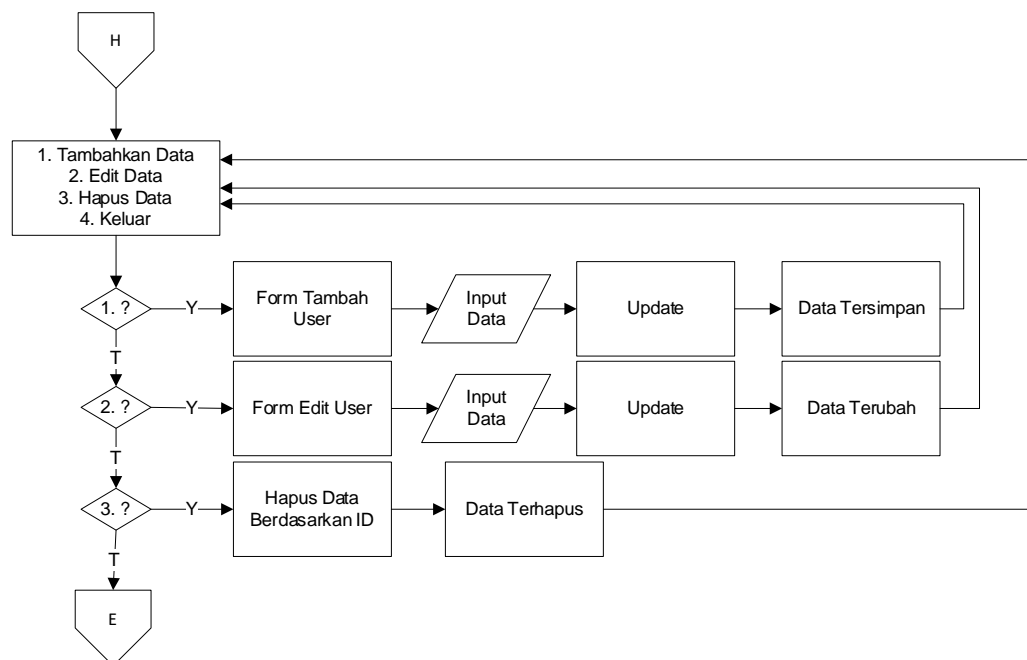 H
1. Tambahkan Data
2. Edit Data
3. Hapus Data
4. Keluar
1. ?
Y
Form Tambah
User
Input
Data
Update
Data Tersimpan
T
2. ?
Y
Form Edit User
Input
Data
Update
Data Terubah
T
3. ?
Y
Hapus Data
Berdasarkan ID
Data Terhapus
T
E